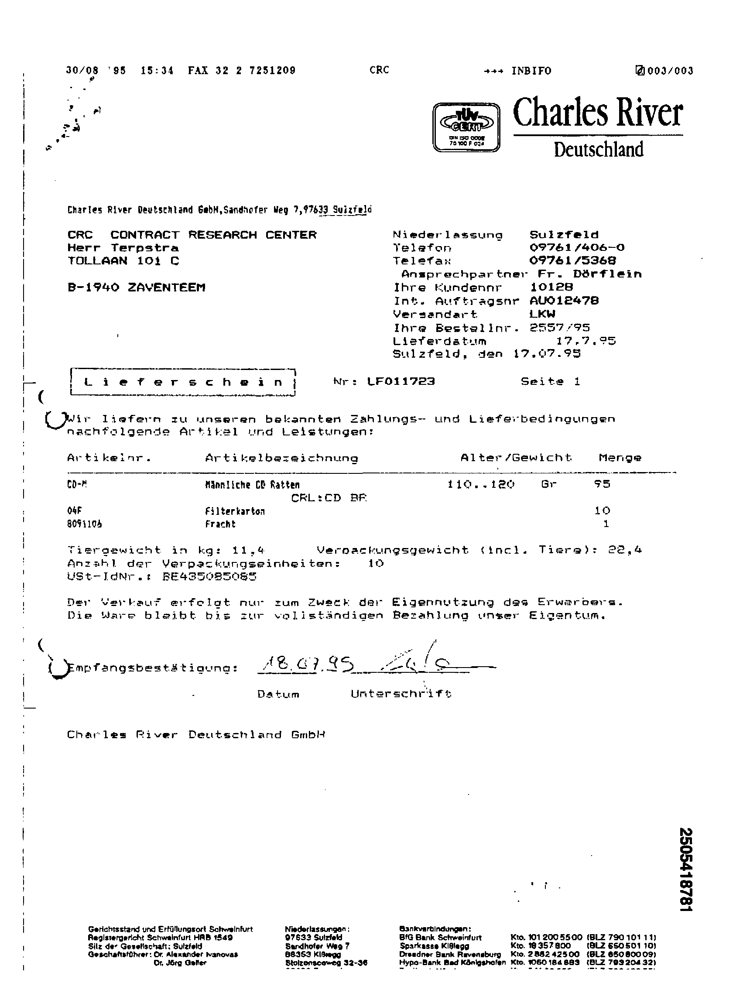 30/08 '95 15:34 FAX 32 2 7251209 CRC +++ INBIFO 003/003
TÜV CERT
DIN ISO 9002
75 100 F 024
Charles River
Deutschland
Charles River Deutschland GmbH,Sandhofer Weg 7,97633 Sulzfeld
CRC CONTRACT RESEARCH CENTER
Herr Terpstra
TOLLAAN 101 C
B-1940 ZAVENTEEM
Niederlassung Sulzfeld
Telefon 09761/406-0
Telefax 09761/5368
Ansprechpartner Fr. Dörflein
Ihre Kundennr 10128
Int. Auftragsnr AU012478
Versandart LKW
Ihre Bestellnr. 2557/95
Lieferdatum 17.7.95
Sulzfeld, den 17.07.95
Lieferschein Nr: LF011723 Seite 1
Wir liefern zu unseren bekannten Zahlungs- und Lieferbedingungen
nachfolgende Artikel und Leistungen:
Artikelnr. Artikelbezeichnung Alter/Gewicht Menge
CD-M Männliche CD Ratten 110..120 Gr 95
CRL:CD BR
04F Filterkarton 10
8091106 Fracht 1
Tiergewicht in kg: 11,4 Verpackungsgewicht (incl. Tiere): 22,4
Anzahl der Verpackungseinheiten: 10
USt-IdNr.: BE435085085
Der Verkauf erfolgt nur zum Zweck der Eigennutzung des Erwerbers.
Die Ware bleibt bis zur vollständigen Bezahlung unser Eigentum.
Empfangsbestätigung: 18.07.95
Datum Unterschrift
Charles River Deutschland GmbH
2505418781
Gerichtsstand und Erfüllungsort Schweinfurt
Registergericht Schweinfurt HRB 1549
Sitz der Gesellschaft: Sulzfeld
Geschäftsführer: Dr. Alexander Ivanovas
Dr. Jörg Geller
Niederlassungen:
97633 Sulzfeld
Sandhofer Weg 7
88353 Kißlegg
Stolzenseeweg 32-36
Bankverbindungen:
BfG Bank Schweinfurt Kto. 101 200 55 00 (BLZ 790 101 11)
Sparkasse Kißlegg Kto. 18 357 800 (BLZ 650 501 10)
Dresdner Bank Ravensburg Kto. 2 862 425 00 (BLZ 650 800 09)
Hypo-Bank Bad Königshofen Kto. 1060 184 883 (BLZ 793 204 32)